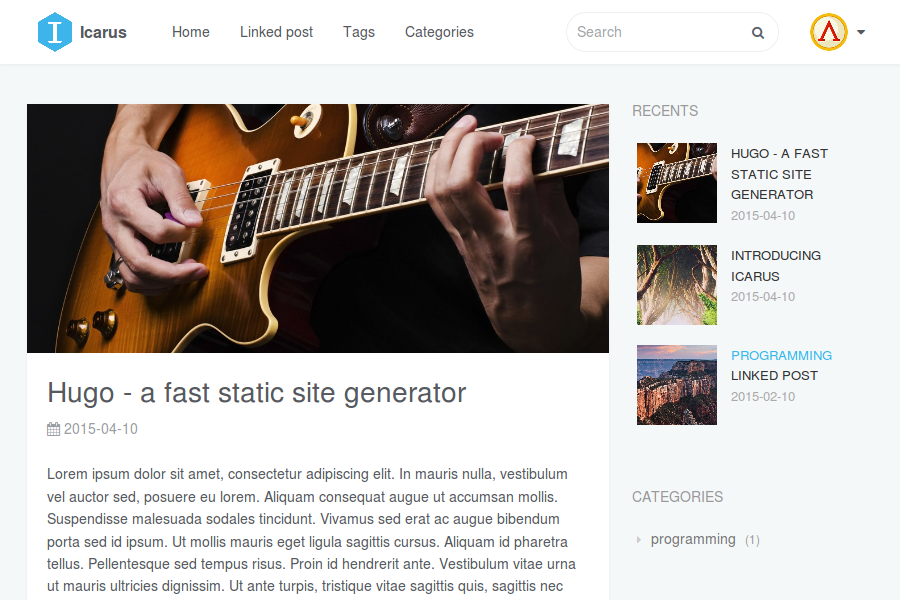 Icarus
Home
Linked post
Tags
Categories
Search
RECENTS
HUGO - A FAST
STATIC SITE
GENERATOR
2015-04-10
INTRODUCING
ICARUS
2015-04-10
PROGRAMMING
LINKED POST
2015-02-10
CATEGORIES
programming (1)
Hugo - a fast static site generator
2015-04-10
Lorem ipsum dolor sit amet, consectetur adipiscing elit. In mauris nulla, vestibulum
vel auctor sed, posuere eu lorem. Aliquam consequat augue ut accumsan mollis.
Suspendisse malesuada sodales tincidunt. Vivamus sed erat ac augue bibendum
porta sed id ipsum. Ut mollis mauris eget ligula sagittis cursus. Aliquam id pharetra
tellus. Pellentesque sed tempus risus. Proin id hendrerit ante. Vestibulum vitae urna
ut mauris ultricies dignissim. Ut ante turpis, tristique vitae sagittis quis, sagittis nec